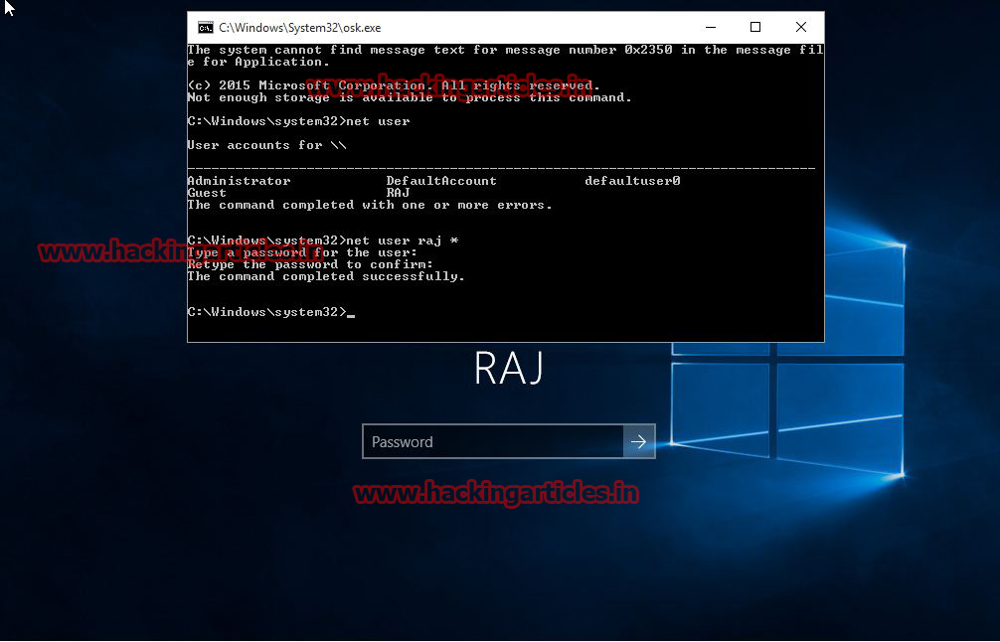 C:\Windows\System32\osk.exe
The system cannot find message text for message number 0x2350 in the message fil
e for Application.
www.hackingarticles.in
(c) 2015 Microsoft Corporation. All rights reserved.
Not enough storage is available to process this command.
C:\Windows\system32>net user
User accounts for \\
-------------------------------------------------------------------------------
Administrator DefaultAccount defaultuser0
Guest RAJ
The command completed with one or more errors.
C:\Windows\system32>net user raj *
www.hackingarticles.in
Type a password for the user:
Retype the password to confirm:
The command completed successfully.
C:\Windows\system32>_
RAJ
Password
www.hackingarticles.in